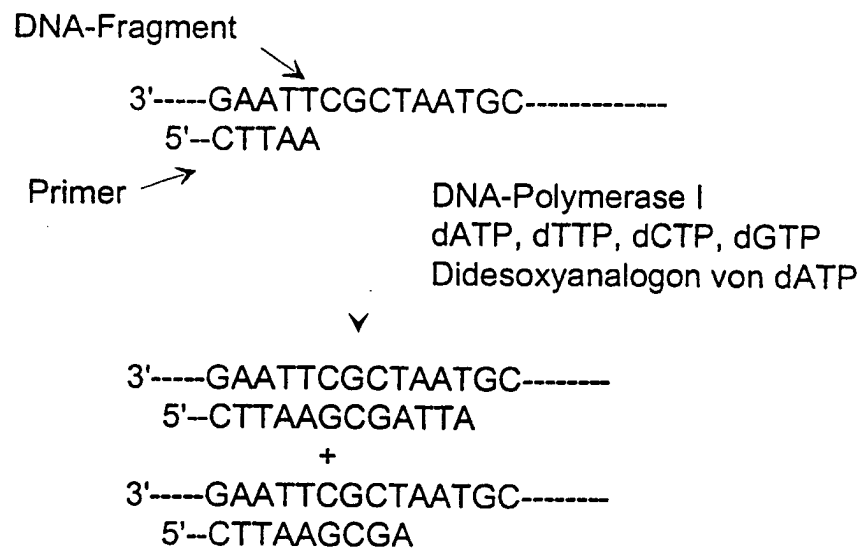 DNA-Fragment
3'-----GAATTCGCTAATGC-------------
5'--CTTAA
Primer
DNA-Polymerase I
dATP, dTTP, dCTP, dGTP
Didesoxyanalogon von dATP
3'-----GAATTCGCTAATGC--------
5'--CTTAAGCGATTA
+
3'-----GAATTCGCTAATGC--------
5'--CTTAAGCGA